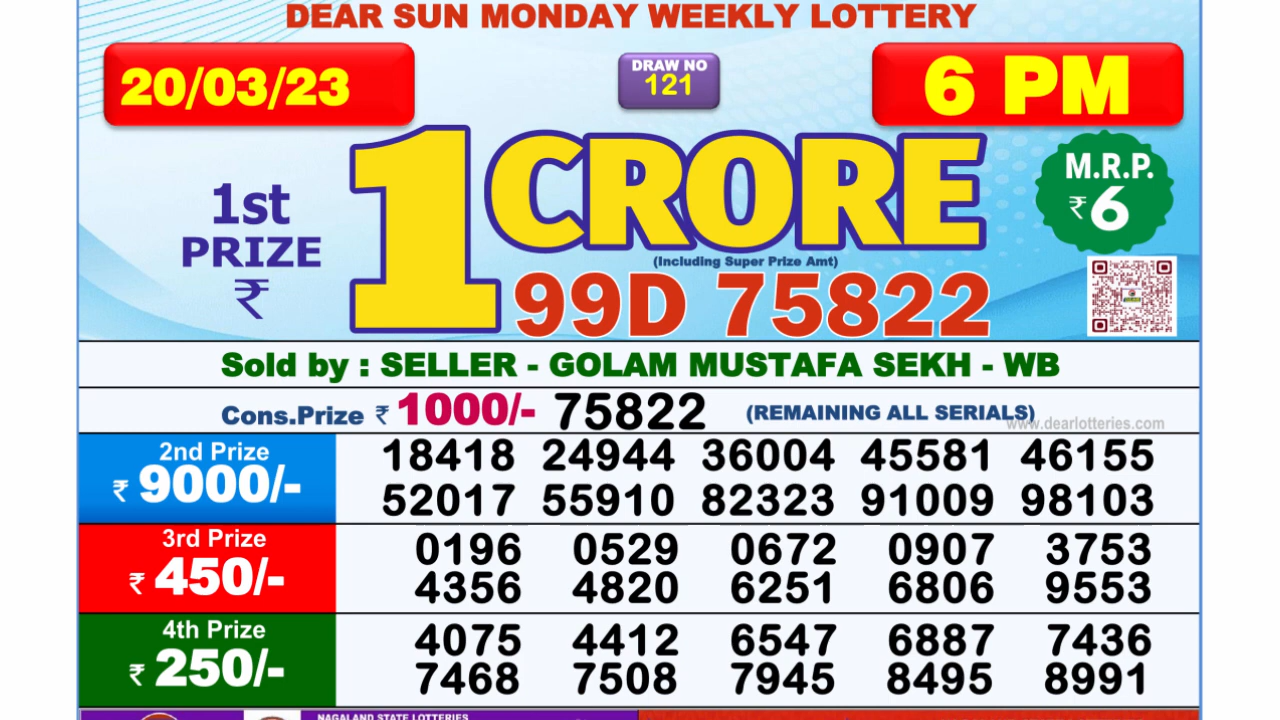 DEAR SUN MONDAY WEEKLY LOTTERY
20/03/23
DRAW NO
121
6 PM
1st
PRIZE
₹
1 CRORE
(Including Super Prize Amt)
99D 75822
M.R.P.
₹6
Sold by : SELLER - GOLAM MUSTAFA SEKH - WB
Cons.Prize ₹ 1000/- 75822 (REMAINING ALL SERIALS)
www.dearlotteries.com
2nd Prize
₹ 9000/-
18418 24944 36004 45581 46155
52017 55910 82323 91009 98103
3rd Prize
₹ 450/-
0196 0529 0672 0907 3753
4356 4820 6251 6806 9553
4th Prize
₹ 250/-
4075 4412 6547 6887 7436
7468 7508 7945 8495 8991
NAGALAND STATE LOTTERIES